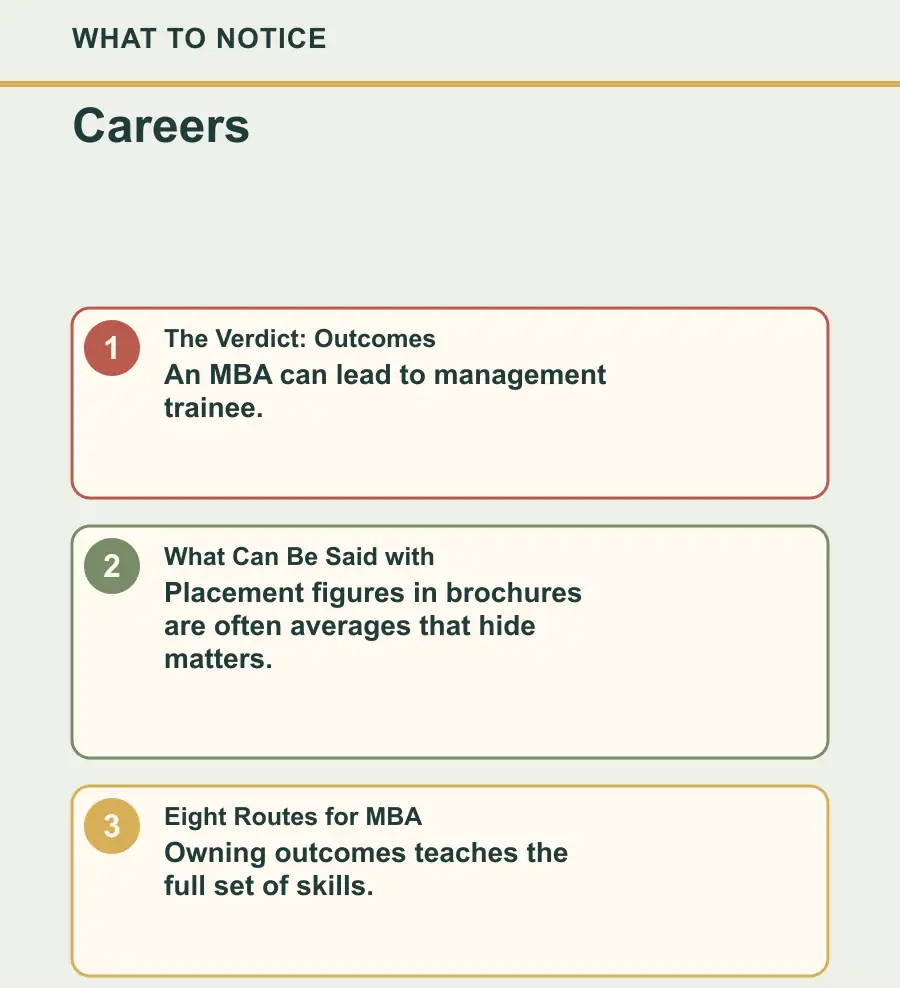 WHAT TO NOTICE
Careers
1
The Verdict: Outcomes
An MBA can lead to management
trainee.
2
What Can Be Said with
Placement figures in brochures
are often averages that hide
matters.
3
Eight Routes for MBA
Owning outcomes teaches the
full set of skills.